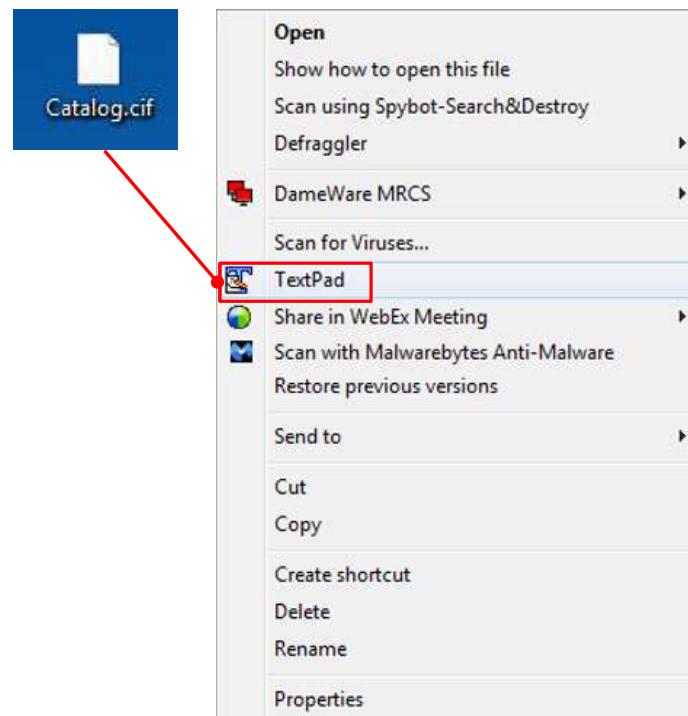 Catalog.cif
Open
Show how to open this file
Scan using Spybot-Search&Destroy
Defraggler
DameWare MRCS
Scan for Viruses...
TextPad
Share in WebEx Meeting
Scan with Malwarebytes Anti-Malware
Restore previous versions
Send to
Cut
Copy
Create shortcut
Delete
Rename
Properties